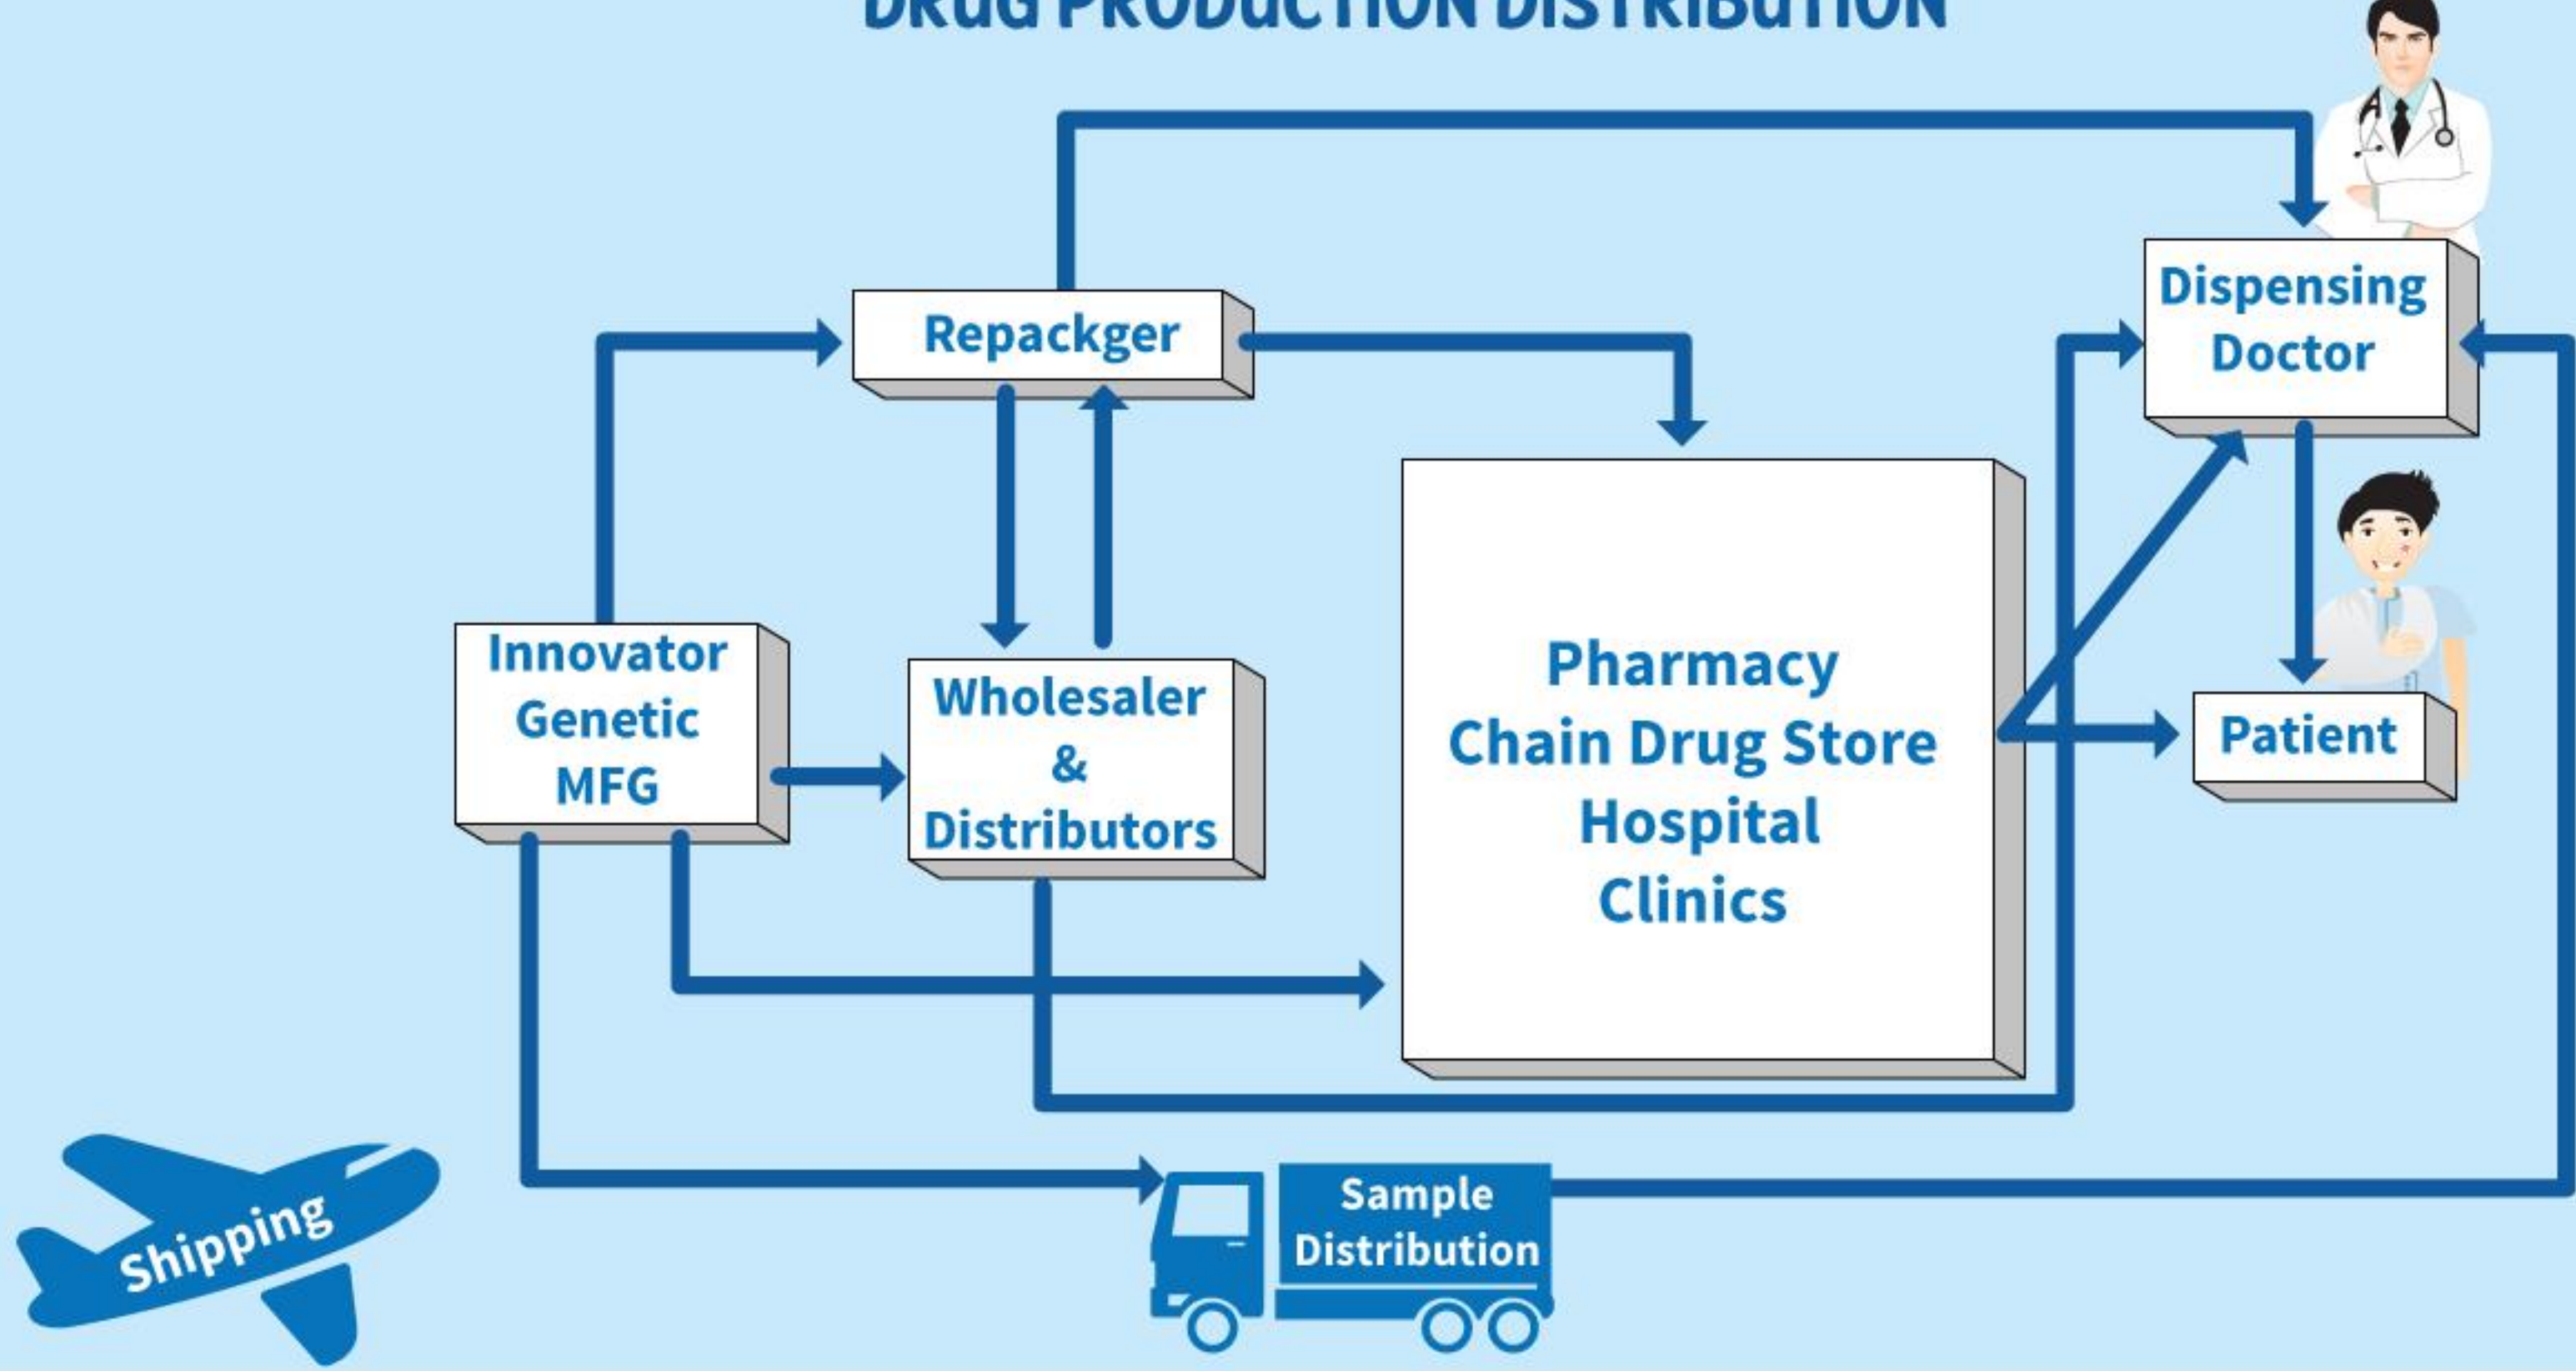 DRUG PRODUCTION DISTRIBUTION
Repackger
Dispensing
Doctor
Innovator
Genetic
MFG
Wholesaler
&
Distributors
Pharmacy
Chain Drug Store
Hospital
Clinics
Patient
Shipping
Sample
Distribution